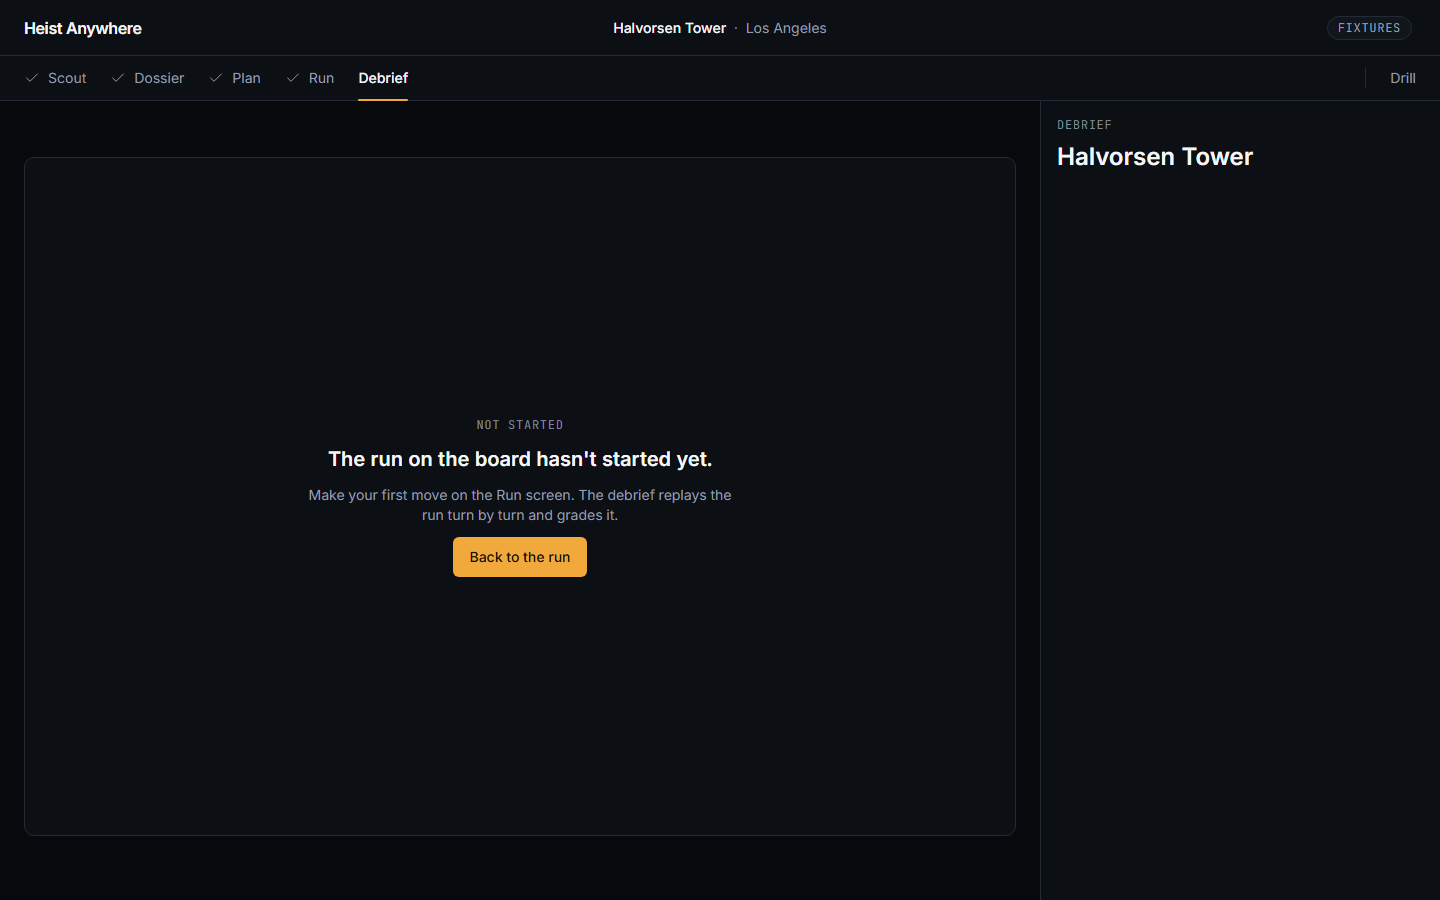 Heist Anywhere
Halvorsen Tower · Los Angeles
FIXTURES
Scout
Dossier
Plan
Run
Debrief
Drill
NOT STARTED
The run on the board hasn't started yet.
Make your first move on the Run screen. The debrief replays the
run turn by turn and grades it.
Back to the run
DEBRIEF
Halvorsen Tower